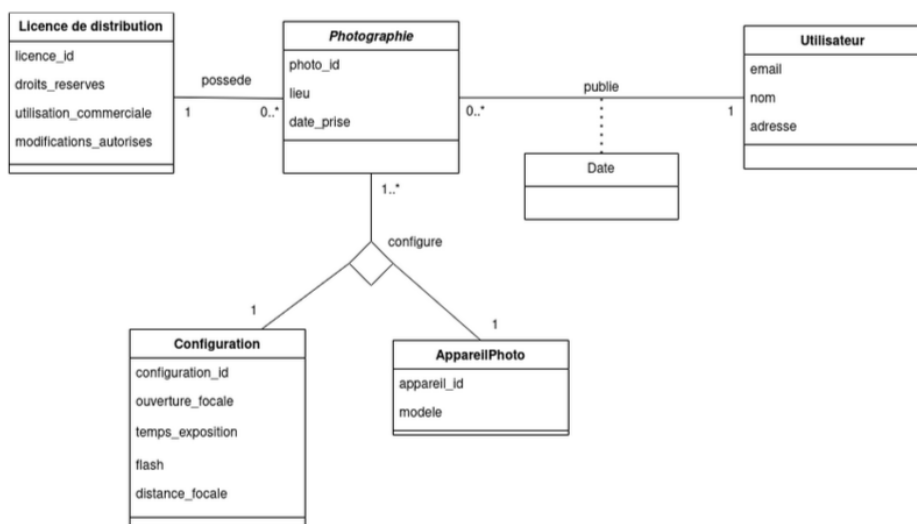 Licence de distribution
licence_id
droits_reserves
utilisation_commerciale
modifications_autorises
possede
1
0..*
Photographie
photo_id
lieu
date_prise
0..*
publie
1
Utilisateur
email
nom
adresse
Date
1..*
configure
1
1
Configuration
configuration_id
ouverture_focale
temps_exposition
flash
distance_focale
AppareilPhoto
appareil_id
modele